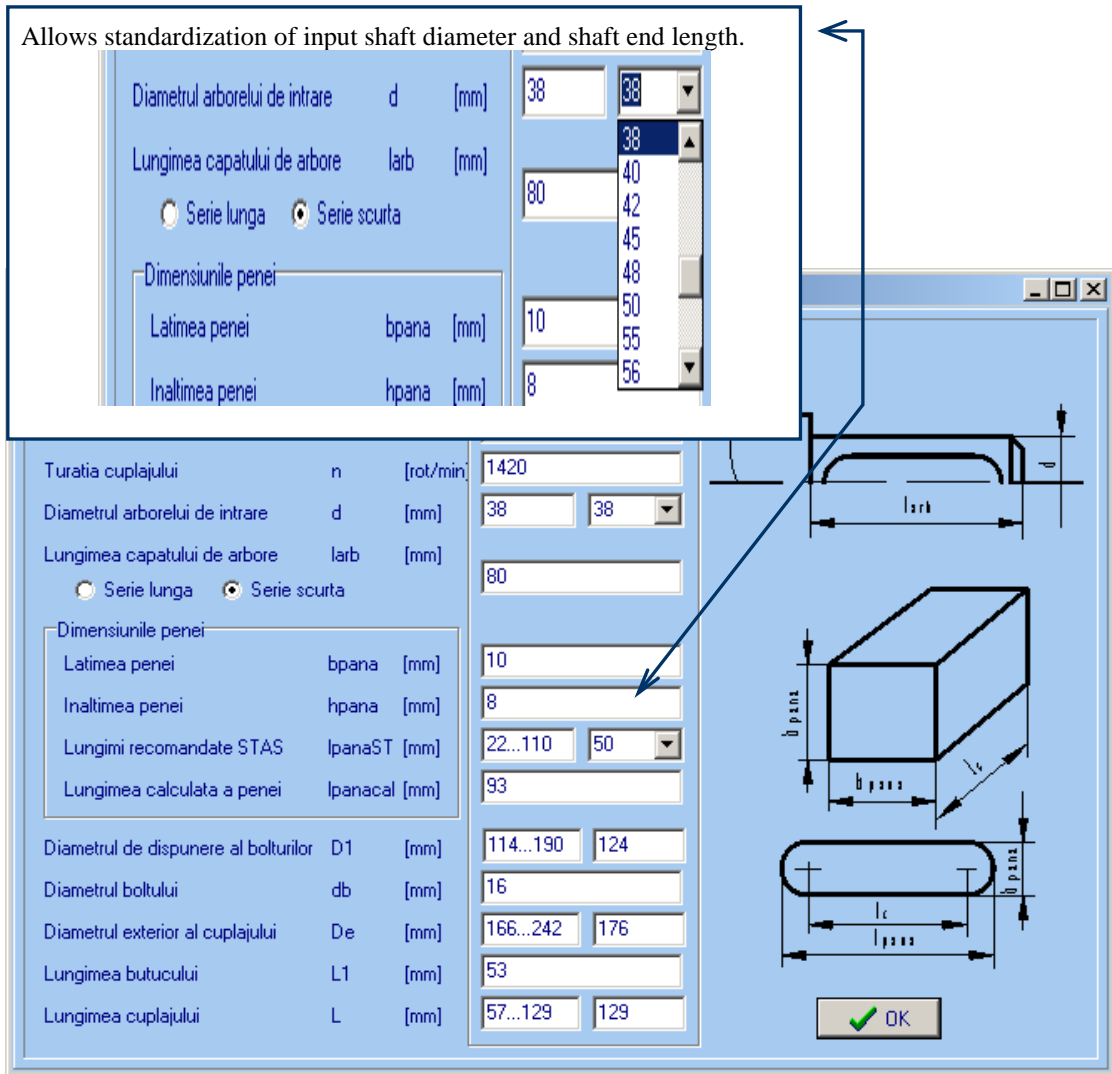 Allows standardization of input shaft diameter and shaft end length.
Diametrul arborelui de intrare d [mm] 38 38
38
40
42
45
48
50
55
56
Lungimea capatului de arbore larb [mm] 80
Serie lunga Serie scurta
Dimensiunile penei
Latimea penei bpana [mm] 10
Inaltimea penei hpana [mm] 8
Turatia cuplajului n [rot/min] 1420
Diametrul arborelui de intrare d [mm] 38 38
Lungimea capatului de arbore larb [mm] 80
Serie lunga Serie scurta
Dimensiunile penei
Latimea penei bpana [mm] 10
Inaltimea penei hpana [mm] 8
Lungimi recomandate STAS lpanaST [mm] 22...110 50
Lungimea calculata a penei lpanacal [mm] 93
Diametrul de dispunere al bolturilor D1 [mm] 114...190 124
Diametrul boltului db [mm] 16
Diametrul exterior al cuplajului De [mm] 166...242 176
Lungimea butucului L1 [mm] 53
Lungimea cuplajului L [mm] 57...129 129
d
larb
b pana
lc
b pana
lc
lpana
OK